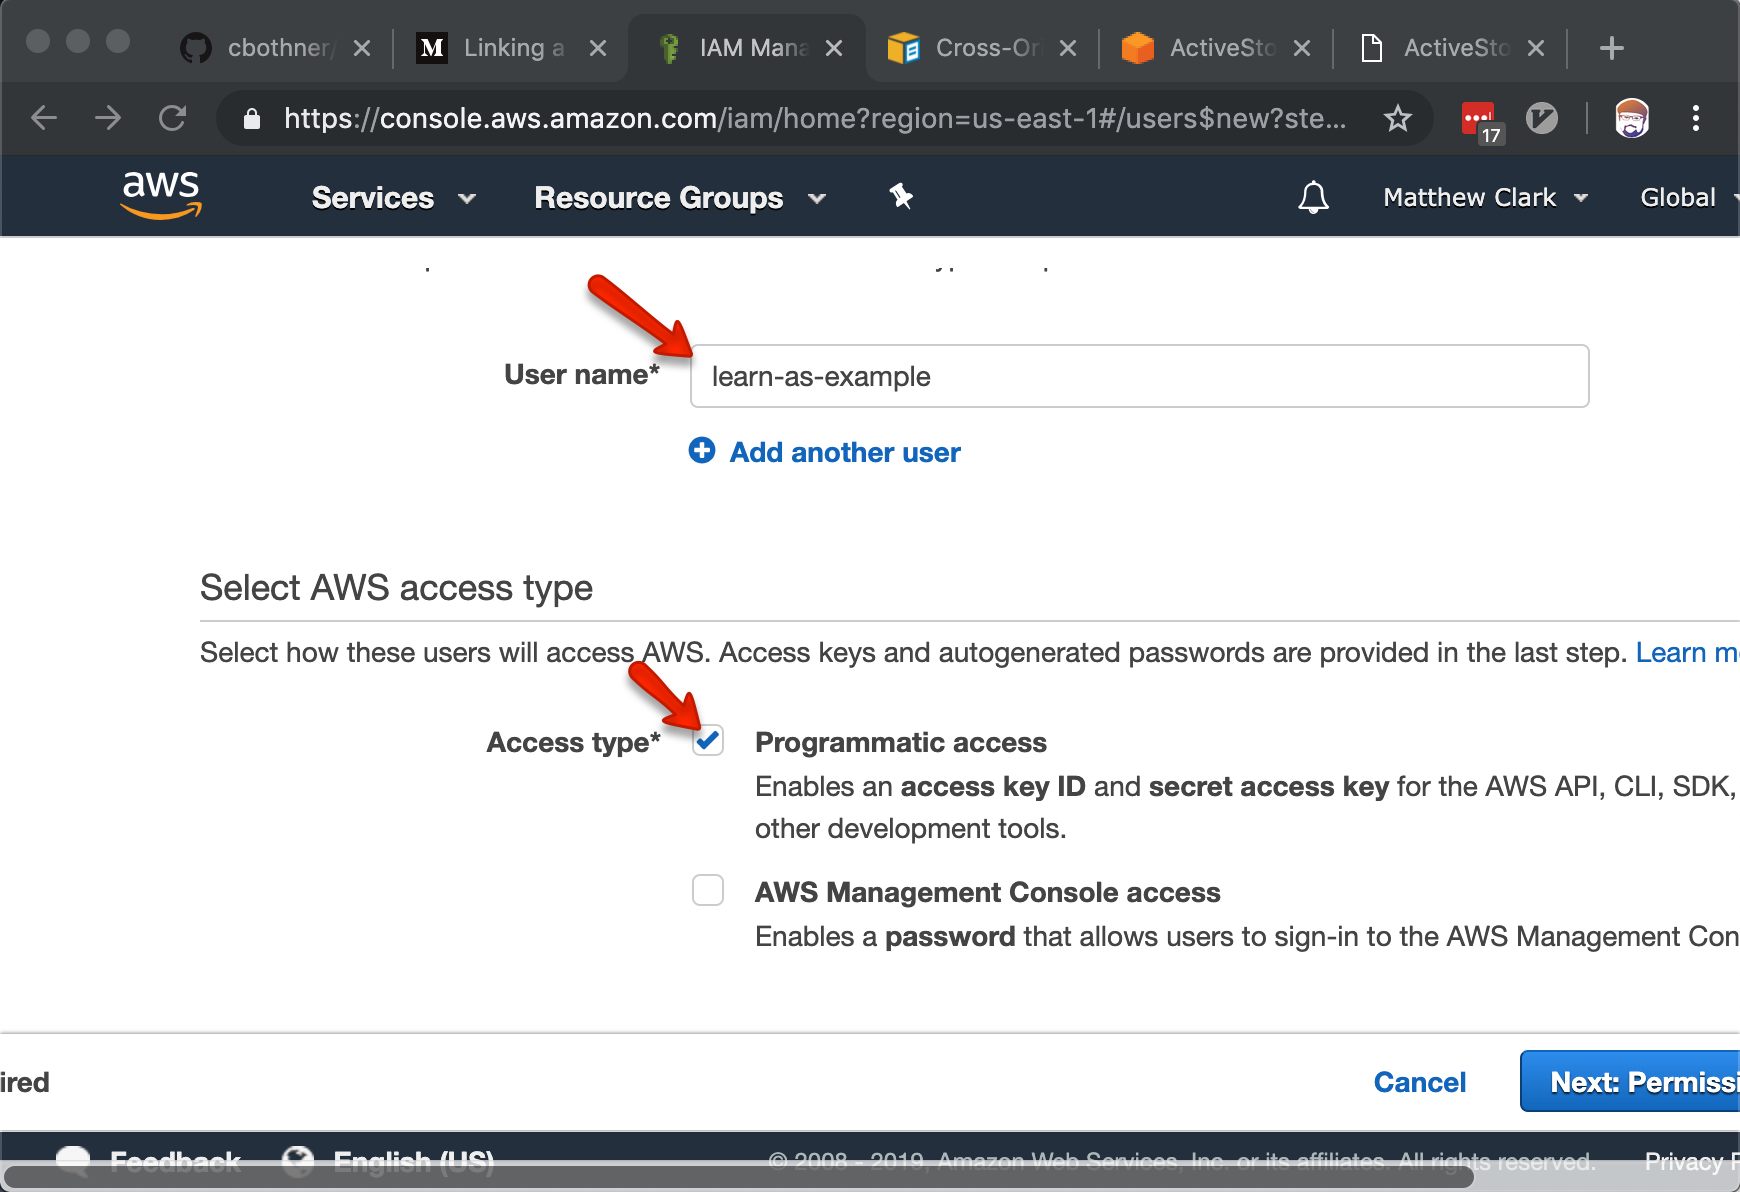 cbothner/
M Linking a
IAM Mana
Cross-Ori
ActiveSto
ActiveSto
https://console.aws.amazon.com/iam/home?region=us-east-1#/users$new?ste...
17
aws
Services
Resource Groups
Matthew Clark
Global
User name*
learn-as-example
Add another user
Select AWS access type
Select how these users will access AWS. Access keys and autogenerated passwords are provided in the last step. Learn mo
Access type*
Programmatic access
Enables an access key ID and secret access key for the AWS API, CLI, SDK,
other development tools.
AWS Management Console access
Enables a password that allows users to sign-in to the AWS Management Con
ired
Cancel
Next: Permissi
Feedback
English (US)
© 2008 - 2019, Amazon Web Services, Inc. or its affiliates. All rights reserved.
Privacy P